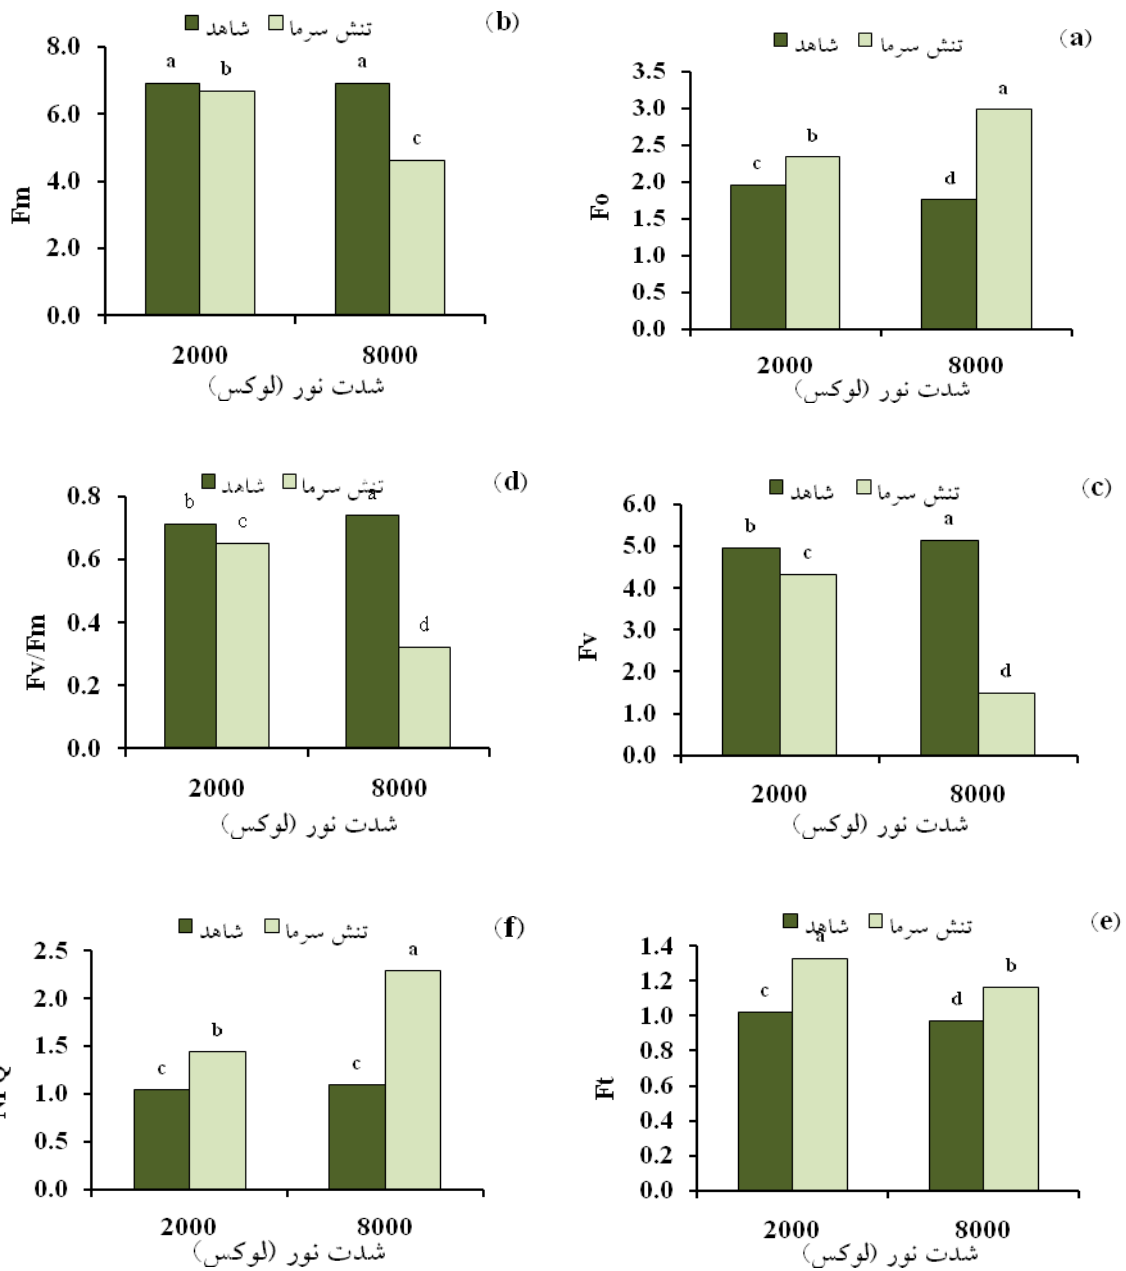 (b)
شاهد تنش سرما
8.0
6.0
4.0
2.0
0.0
Fm
a b a c
2000 8000
شدت نور (لوکس)
(a)
شاهد تنش سرما
3.5
3.0
2.5
2.0
1.5
1.0
0.5
0.0
Fo
c b d a
2000 8000
شدت نور (لوکس)
(d)
شاهد تنش سرما
0.8
0.6
0.4
0.2
0.0
Fv/Fm
b c a d
2000 8000
شدت نور (لوکس)
(c)
شاهد تنش سرما
6.0
5.0
4.0
3.0
2.0
1.0
0.0
Fv
b c a d
2000 8000
شدت نور (لوکس)
(f)
شاهد تنش سرما
2.5
2.0
1.5
1.0
0.5
0.0
NPQ
c b c a
2000 8000
شدت نور (لوکس)
(e)
شاهد تنش سرما
1.4
1.2
1.0
0.8
0.6
0.4
0.2
0.0
Ft
c a d b
2000 8000
شدت نور (لوکس)